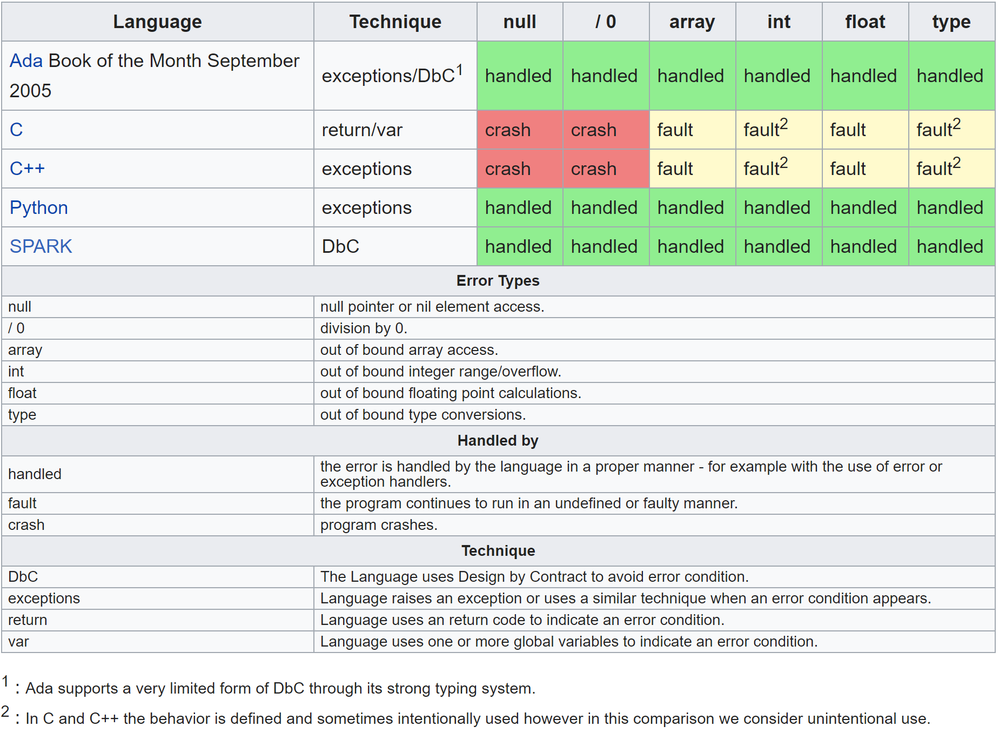 Language Technique null / 0 array int float type
Ada Book of the Month September
2005
exceptions/DbC1 handled handled handled handled handled handled
C return/var crash crash fault fault2 fault fault2
C++ exceptions crash crash fault fault2 fault fault2
Python exceptions handled handled handled handled handled handled
SPARK DbC handled handled handled handled handled handled
Error Types
null null pointer or nil element access.
/ 0 division by 0.
array out of bound array access.
int out of bound integer range/overflow.
float out of bound floating point calculations.
type out of bound type conversions.
Handled by
handled the error is handled by the language in a proper manner - for example with the use of error or
exception handlers.
fault the program continues to run in an undefined or faulty manner.
crash program crashes.
Technique
DbC The Language uses Design by Contract to avoid error condition.
exceptions Language raises an exception or uses a similar technique when an error condition appears.
return Language uses an return code to indicate an error condition.
var Language uses one or more global variables to indicate an error condition.
1 : Ada supports a very limited form of DbC through its strong typing system.
2 : In C and C++ the behavior is defined and sometimes intentionally used however in this comparison we consider unintentional use.